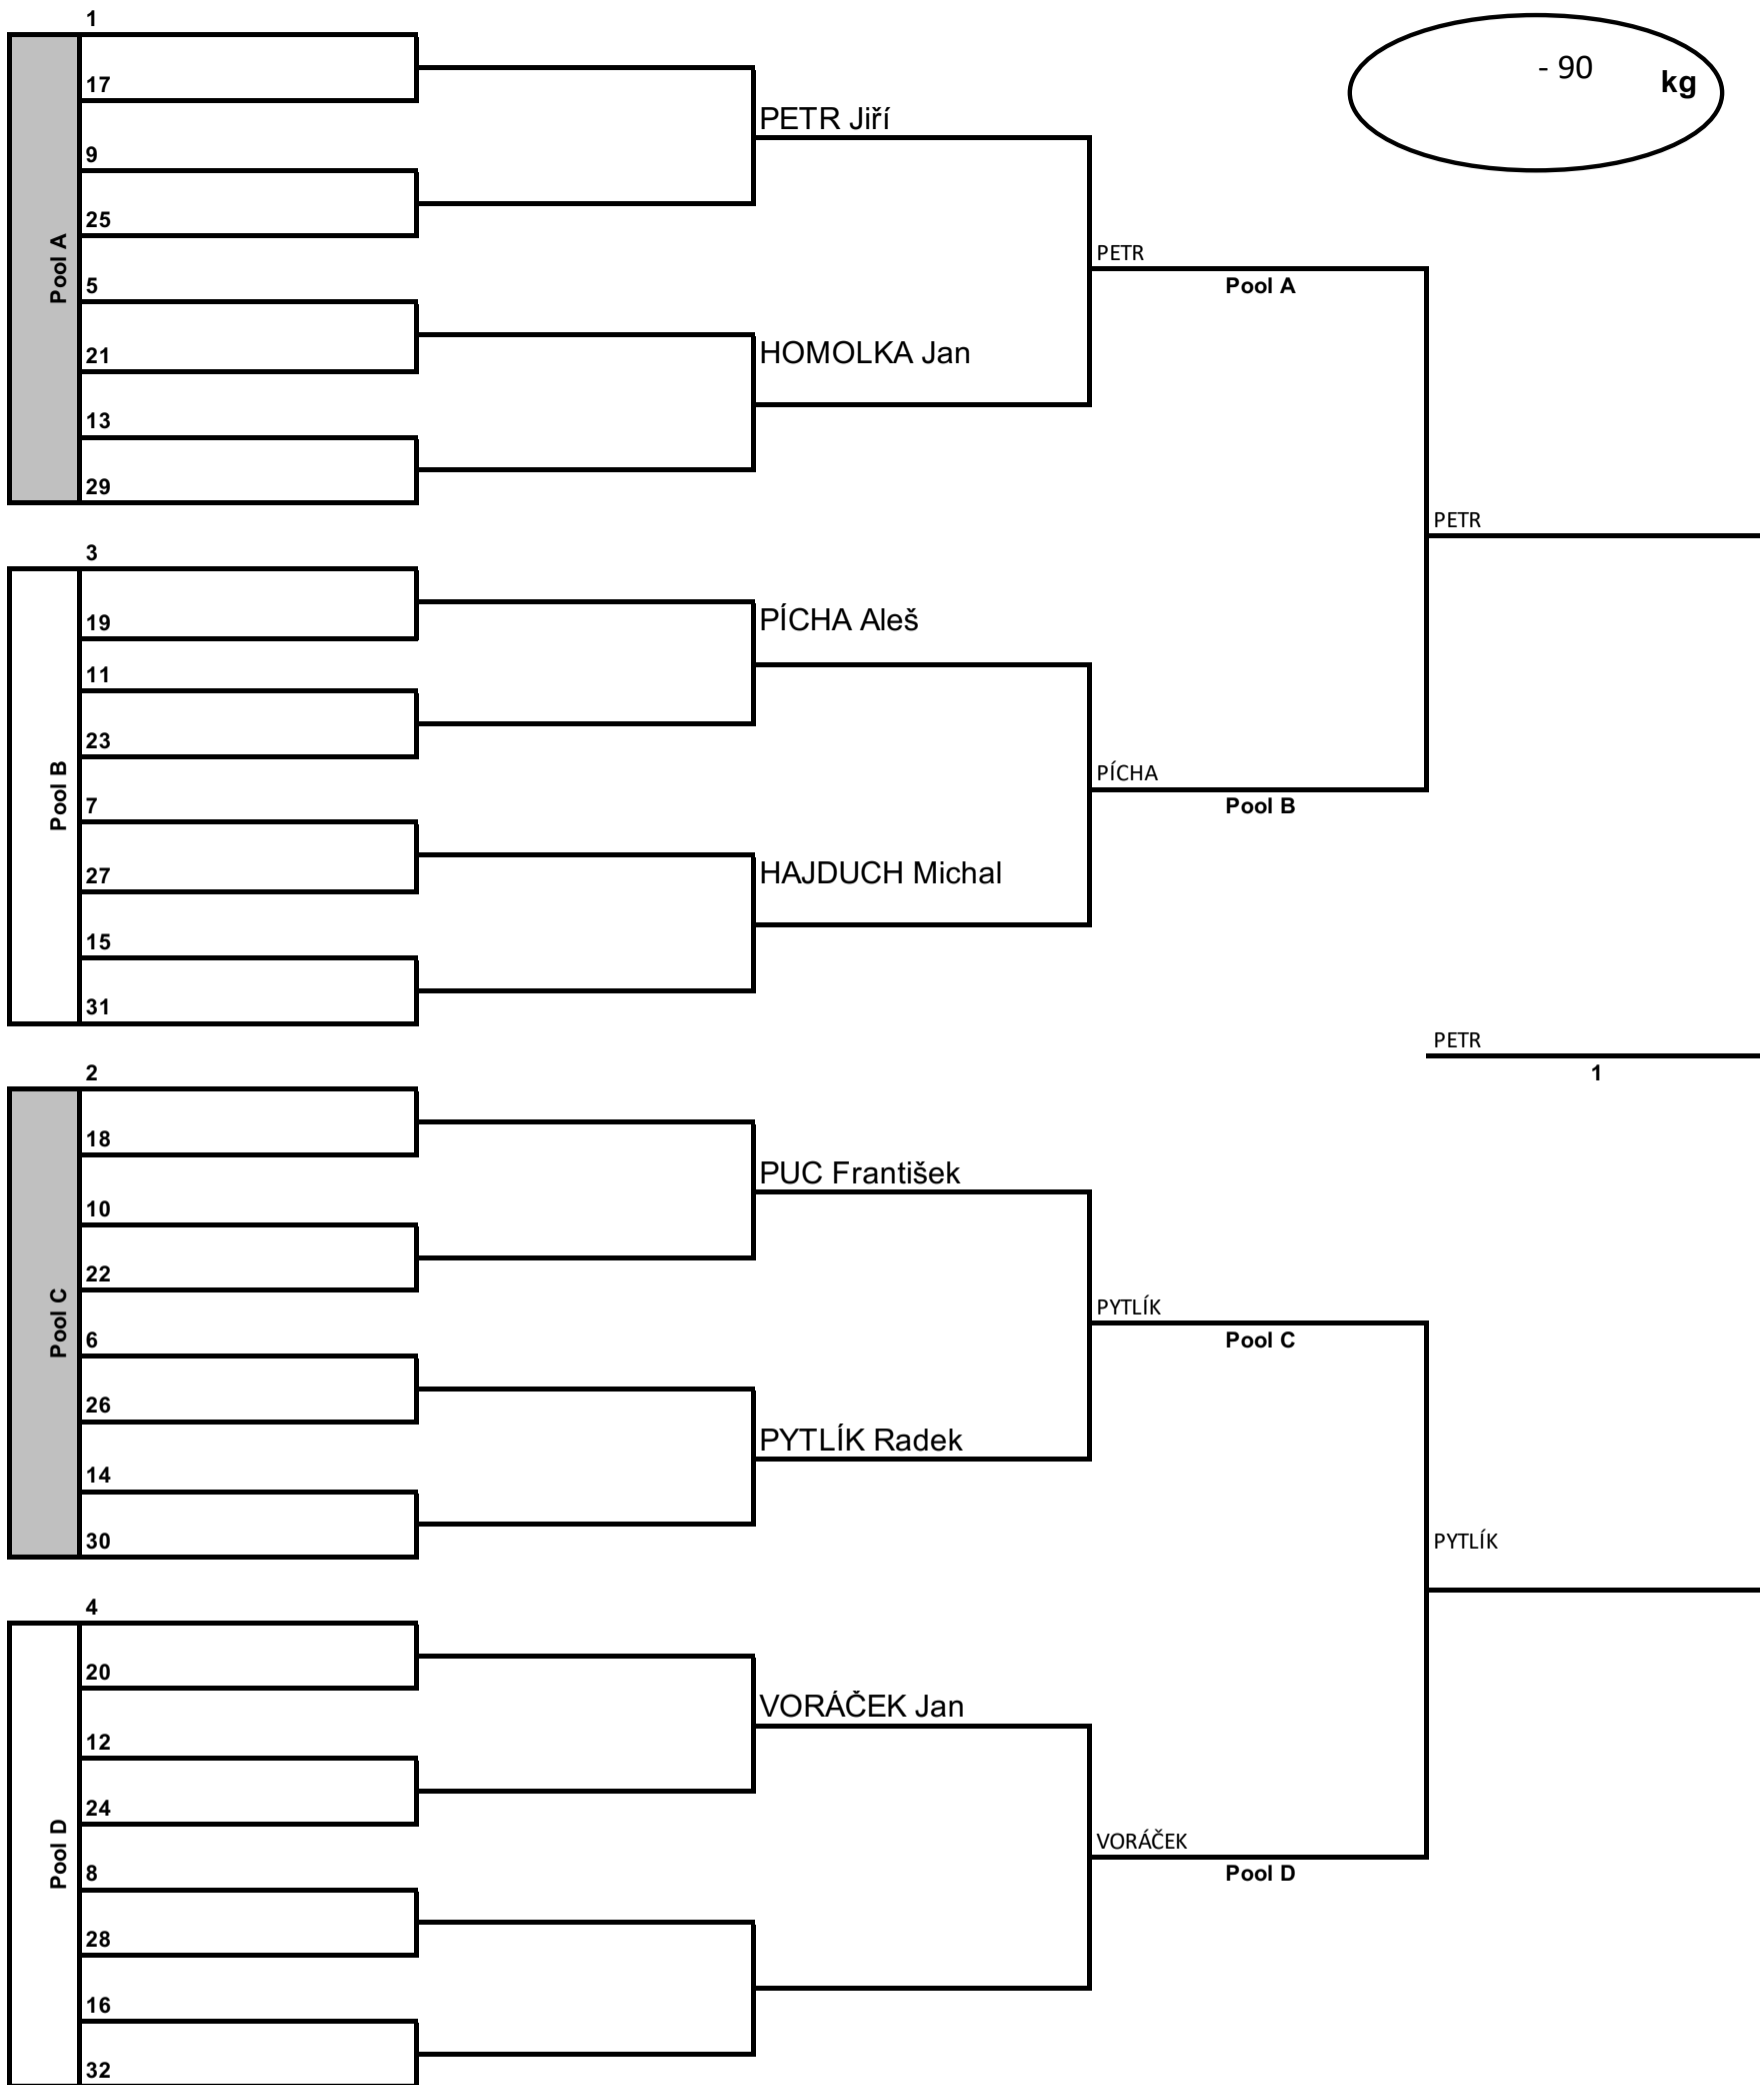 1
- 90 kg
17
PETR Jiří
9
25
Pool A
PETR
Pool A
5
21
HOMOLKA Jan
13
29
PETR
3
19
PÍCHA Aleš
11
23
Pool B
PÍCHA
Pool B
7
27
HAJDUCH Michal
15
31
PETR
1
2
18
PUC František
10
22
Pool C
PYTLÍK
Pool C
6
26
PYTLÍK Radek
14
30
PYTLÍK
4
20
VORÁČEK Jan
12
24
Pool D
VORÁČEK
Pool D
8
28
16
32